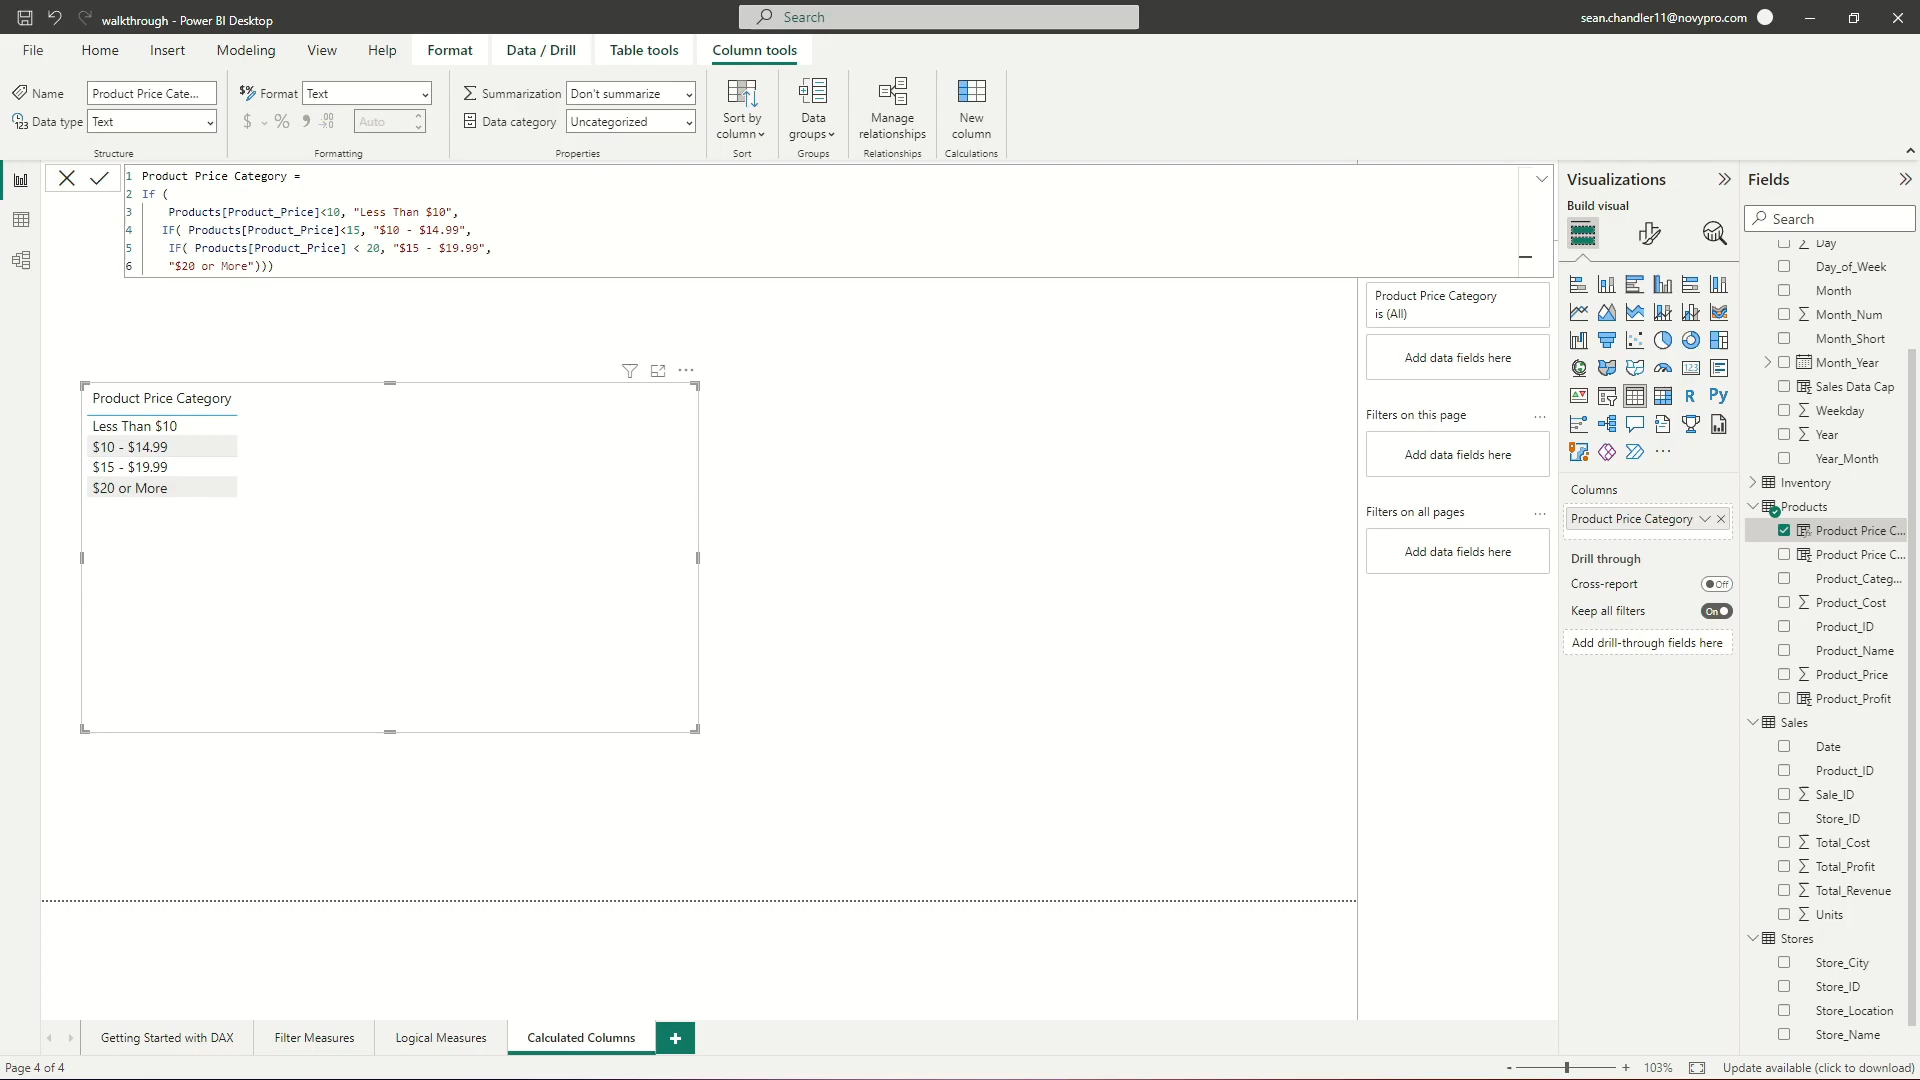 walkthrough - Power BI Desktop
Search
sean.chandler11@novypro.com
File
Home
Insert
Modeling
View
Help
Format
Data / Drill
Table tools
Column tools
Name
Product Price Cate...
Data type
Text
Structure
Format
Text
$
%
Auto
Formatting
Summarization
Don't summarize
Data category
Uncategorized
Properties
Sort by
column
Sort
Data
groups
Groups
Manage
relationships
Relationships
New
column
Calculations
1 Product Price Category =
2 If (
3 Products[Product_Price]<10, "Less Than $10",
4 IF( Products[Product_Price]<15, "$10 - $14.99",
5 IF( Products[Product_Price] < 20, "$15 - $19.99",
6 "$20 or More")))
Product Price Category
Less Than $10
$10 - $14.99
$15 - $19.99
$20 or More
Product Price Category
is (All)
Add data fields here
Filters on this page
Add data fields here
Filters on all pages
Add data fields here
Visualizations
Build visual
R
Py
123
Columns
Product Price Category
Drill through
Cross-report
Off
Keep all filters
On
Add drill-through fields here
Fields
Search
Day
Day_of_Week
Month
Month_Num
Month_Short
Month_Year
Sales Data Cap
Weekday
Year
Year_Month
Inventory
Products
Product Price C...
Product Price C...
Product_Categ...
Product_Cost
Product_ID
Product_Name
Product_Price
Product_Profit
Sales
Date
Product_ID
Sale_ID
Store_ID
Total_Cost
Total_Profit
Total_Revenue
Units
Stores
Store_City
Store_ID
Store_Location
Store_Name
Getting Started with DAX
Filter Measures
Logical Measures
Calculated Columns
Page 4 of 4
103%
Update available (click to download)